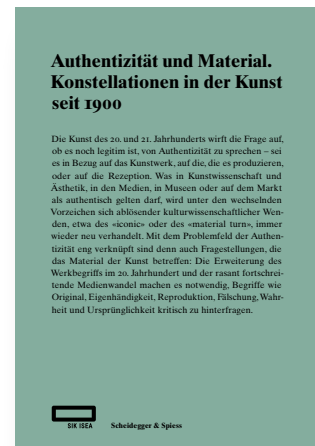 Authentizität und Material.
Konstellationen in der Kunst
seit 1900
Die Kunst des 20. und 21. Jahrhunderts wirft die Frage auf,
ob es noch legitim ist, von Authentizität zu sprechen – sei
es in Bezug auf das Kunstwerk, auf die, die es produzieren,
oder auf die Rezeption. Was in Kunstwissenschaft und
Ästhetik, in den Medien, in Museen oder auf dem Markt
als authentisch gelten darf, wird unter den wechselnden
Vorzeichen sich ablösender kulturwissenschaftlicher Wen-
den, etwa des «iconic» oder des «material turn», immer
wieder neu verhandelt. Mit dem Problemfeld der Authen-
tizität eng verknüpft sind denn auch Fragestellungen, die
das Material der Kunst betreffen: Die Erweiterung des
Werkbegriffs im 20. Jahrhundert und der rasant fortschrei-
tende Medienwandel machen es notwendig, Begriffe wie
Original, Eigenhändigkeit, Reproduktion, Fälschung, Wahr-
heit und Ursprünglichkeit kritisch zu hinterfragen.
SIK ISEA
Scheidegger & Spiess